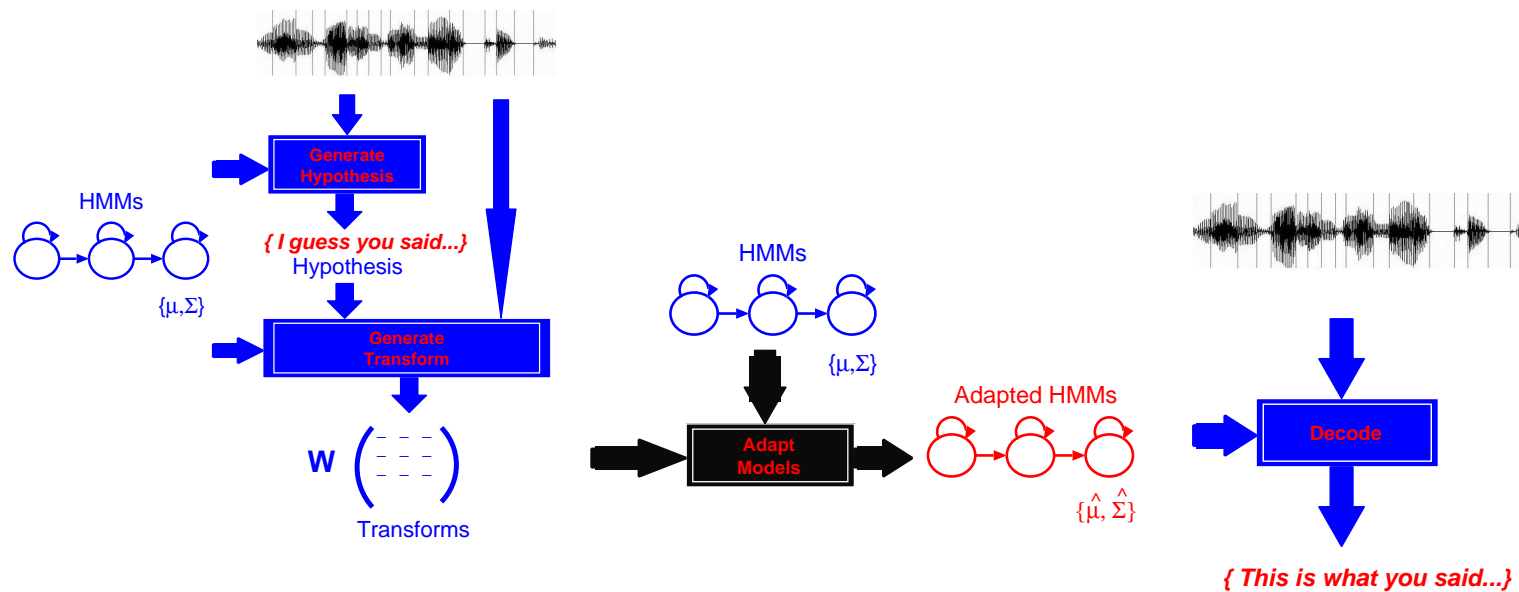 Generate
Hypothesis
HMMs
{ I guess you said...}
Hypothesis
{μ,Σ}
Generate
Transform
W
Transforms
HMMs
{μ,Σ}
Adapt
Models
Adapted HMMs
{μ̂, Σ̂}
Decode
{ This is what you said...}